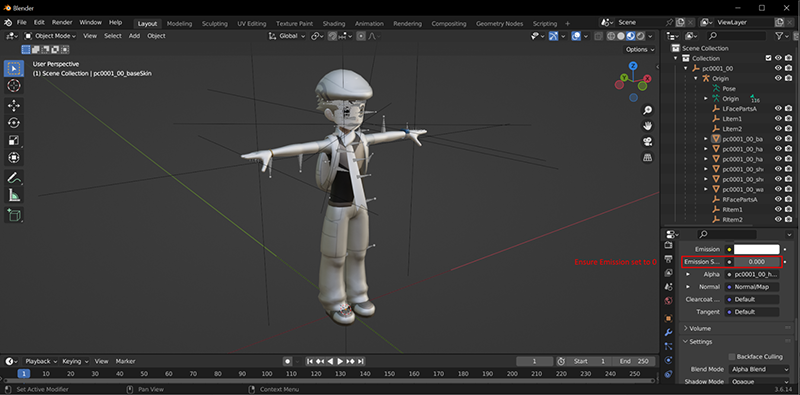 Blender
File Edit Render Window Help Layout Modeling Sculpting UV Editing Texture Paint Shading Animation Rendering Compositing Geometry Nodes Scripting + Scene ViewLayer
Object Mode View Select Add Object Global
Options
User Perspective
(1) Scene Collection | pc0001_00_baseSkin
Z
Y
X
Scene Collection
Collection
pc0001_00
Origin
Pose
Origin
LFacePartsA
LItem1
LItem2
pc0001_00_ba
pc0001_00_ha
pc0001_00_ha
pc0001_00_sho
pc0001_00_sho
pc0001_00_wa
RFacePartsA
RItem1
RItem2
Emission
Emission S... 0.000
Ensure Emission set to 0
Alpha pc0001_00_h...
Normal Normal/Map
Clearcoat ... Default
Tangent Default
Volume
Settings
Backface Culling
Blend Mode Alpha Blend
Shadow Mode Opaque
Playback Keying View Marker 1 Start 1 End 250
1 10 20 30 40 50 60 70 80 90 100 110 120 130 140 150 160 170 180 190 200 210 220 230 240 250
Set Active Modifier Pan View Context Menu 3.6.14